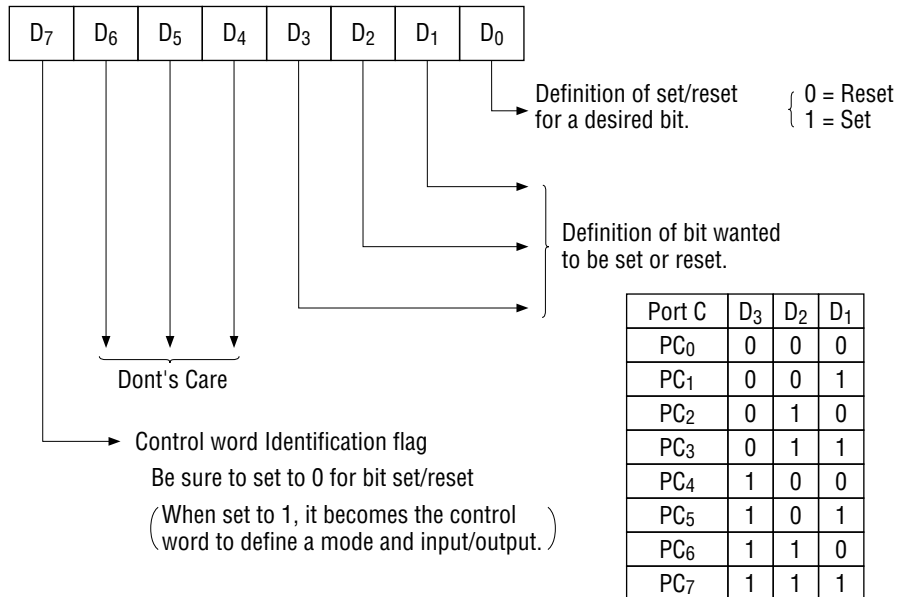 D7 D6 D5 D4 D3 D2 D1 D0
Definition of set/reset
for a desired bit.
0 = Reset
1 = Set
Definition of bit wanted
to be set or reset.
Dont's Care
Control word Identification flag
Be sure to set to 0 for bit set/reset
(When set to 1, it becomes the control
word to define a mode and input/output.)
Port C D3 D2 D1
PC0 0 0 0
PC1 0 0 1
PC2 0 1 0
PC3 0 1 1
PC4 1 0 0
PC5 1 0 1
PC6 1 1 0
PC7 1 1 1